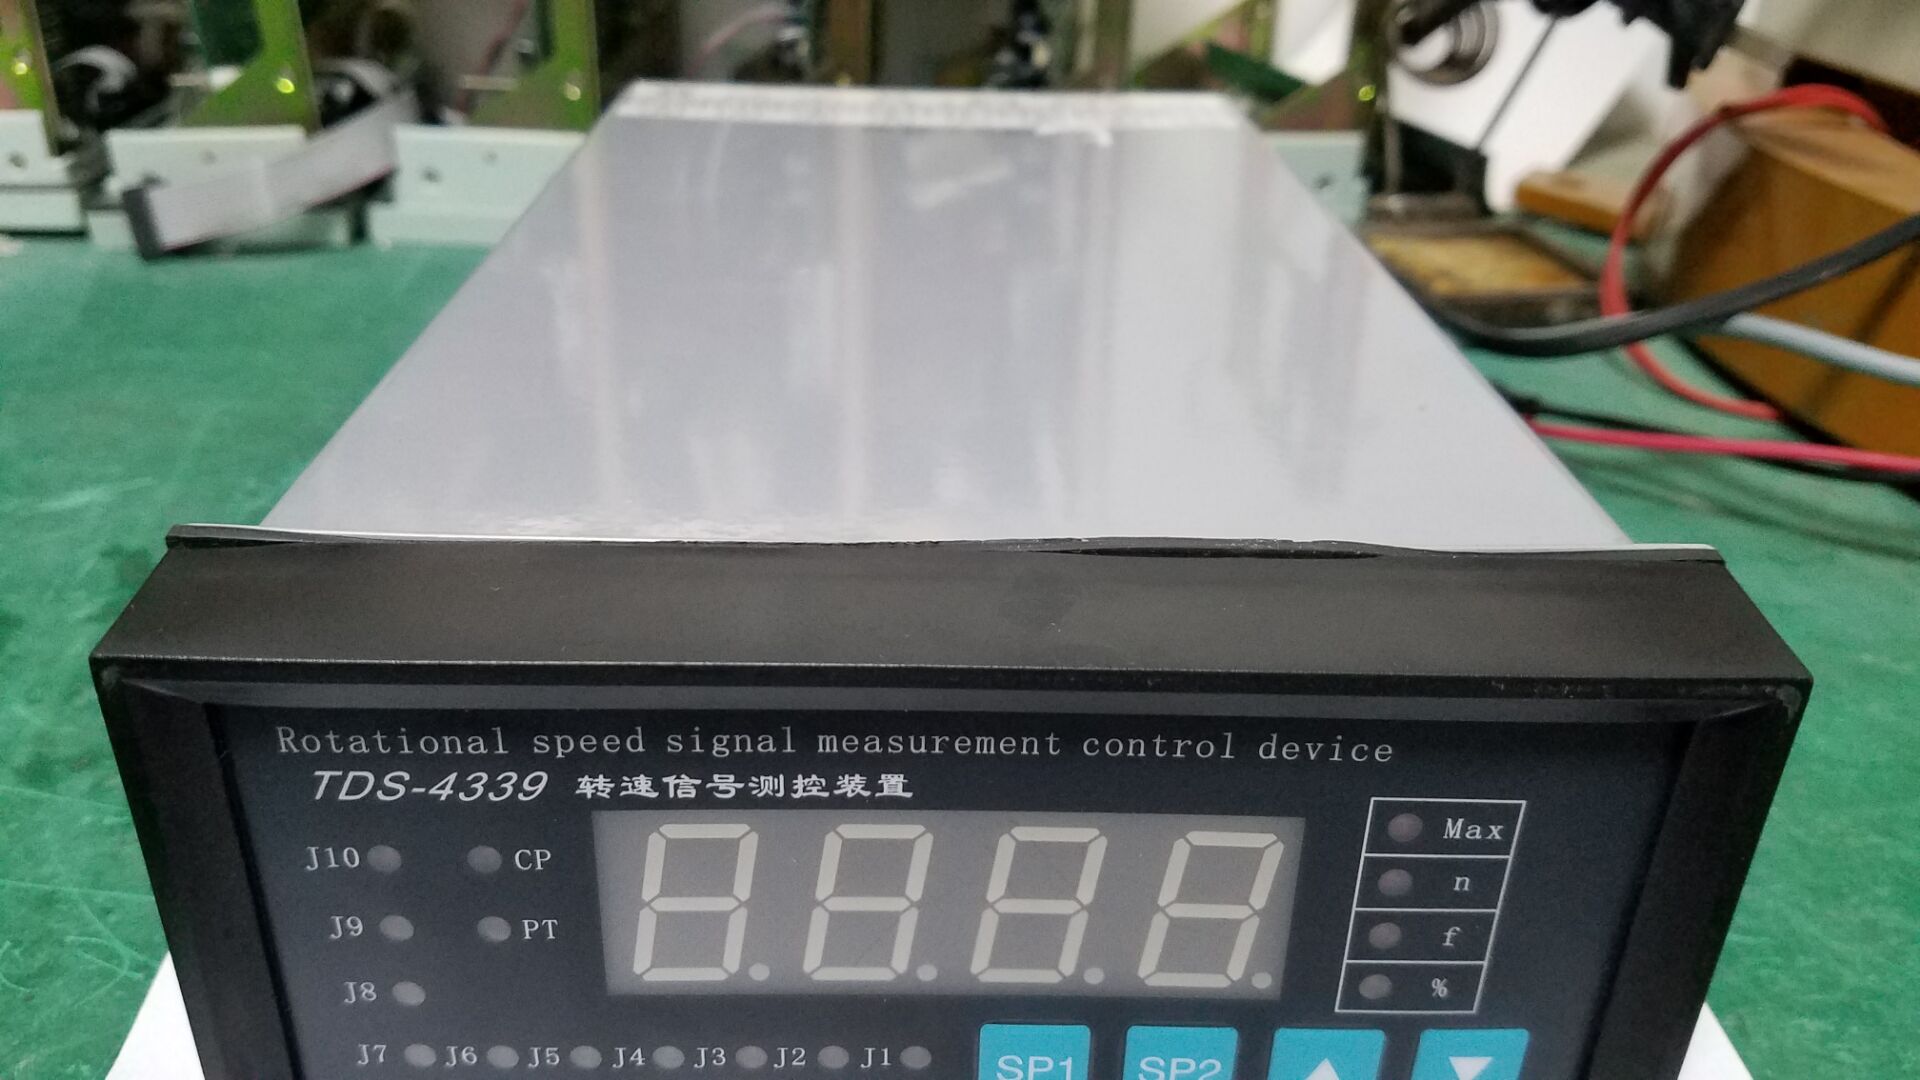 Rotational speed signal measurement control device
TDS-4339 转速信号测控装置
J10 CP Max
n
J9 PT f
J8 %
J7 J6 J5 J4 J3 J2 J1 SP1 SP2